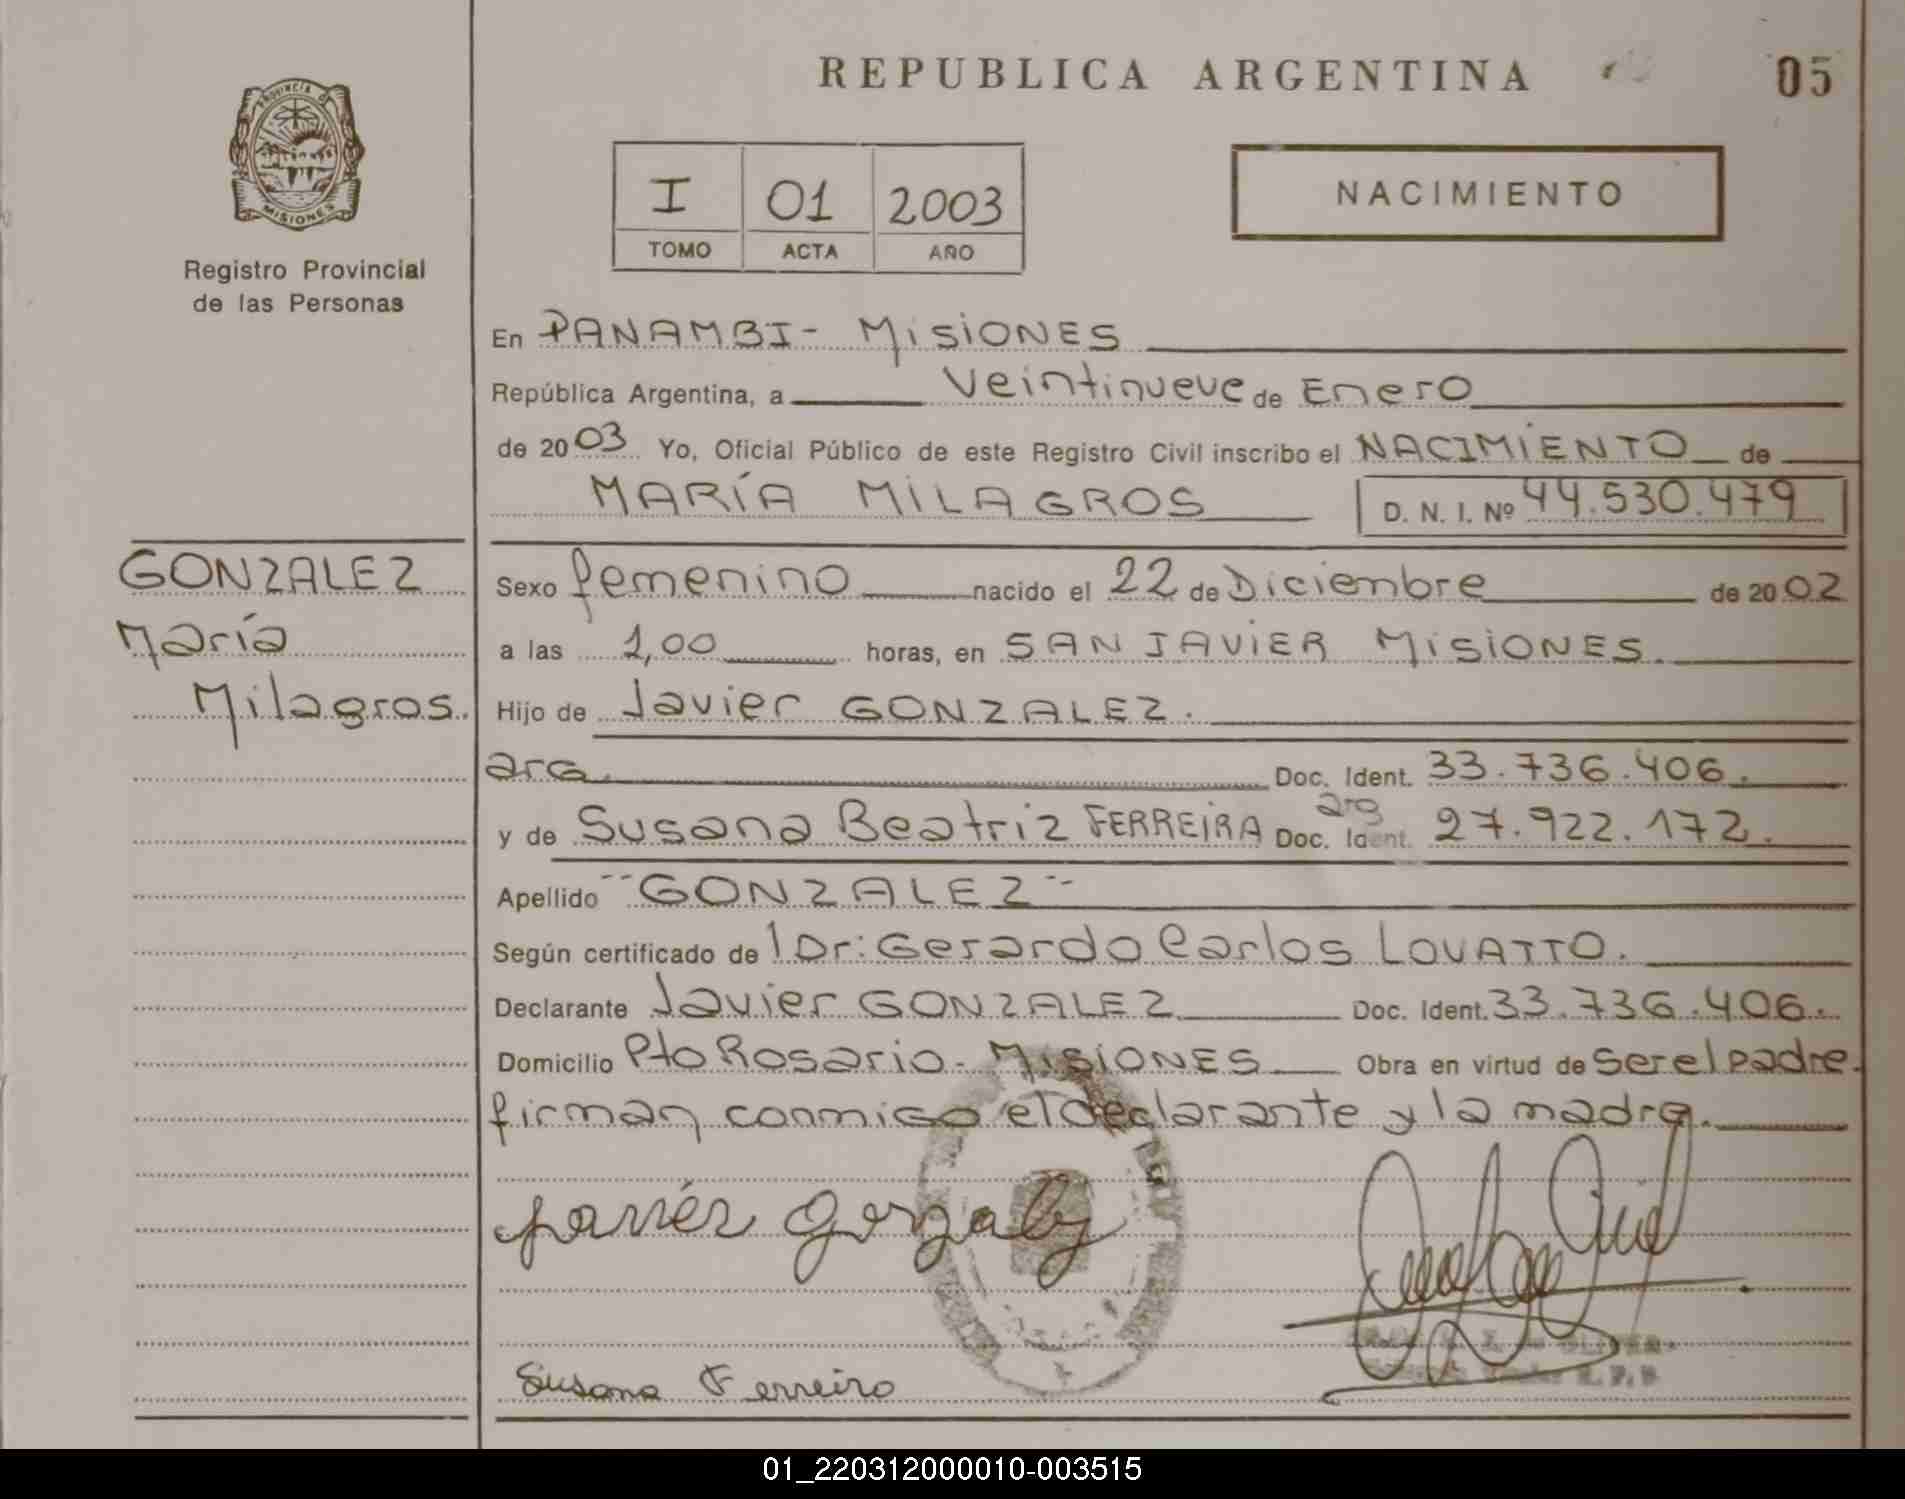 REPUBLICA ARGENTINA
05
PROVINCIA DE
MISIONES
Registro Provincial
de las Personas
I 01 2003
TOMO ACTA AÑO
NACIMIENTO
En PANAMBI - MISIONES
República Argentina, a Veintinueve de Enero
de 2003 Yo, Oficial Público de este Registro Civil inscribo el NACIMIENTO de
MARÍA MILAGROS D. N. I. Nº 44.530.479
GONZALEZ
María
Milagros.
Sexo femenino nacido el 22 de Diciembre de 2002
a las 1,00 horas, en SAN JAVIER MISIONES.
Hijo de Javier GONZALEZ.
arg. Doc. Ident. 33.736.406.
y de Susana Beatriz FERREIRA arg Doc. Ident. 27.922.172.
Apellido "GONZALEZ"
Según certificado de Dr: Gerardo Carlos LOVATTO.
Declarante Javier GONZALEZ Doc. Ident. 33.736.406.
Domicilio Pto Rosario - MISIONES Obra en virtud de ser el padre.
firman conmigo el declarante y la madre.
javier gonzalez
Susana Ferreira
01_220312000010-003515